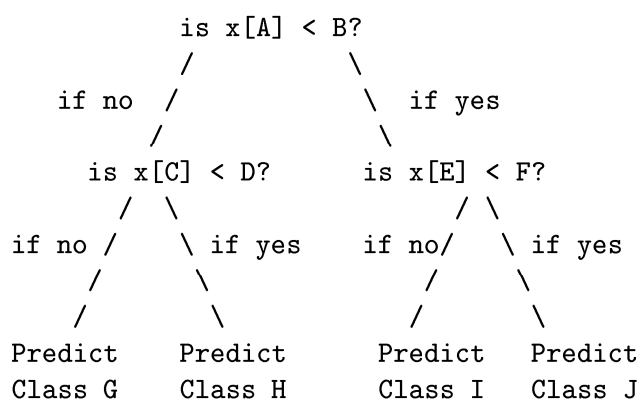 is x[A] < B?
if no
if yes
is x[C] < D?
is x[E] < F?
if no
if yes
if no
if yes
Predict
Class G
Predict
Class H
Predict
Class I
Predict
Class J